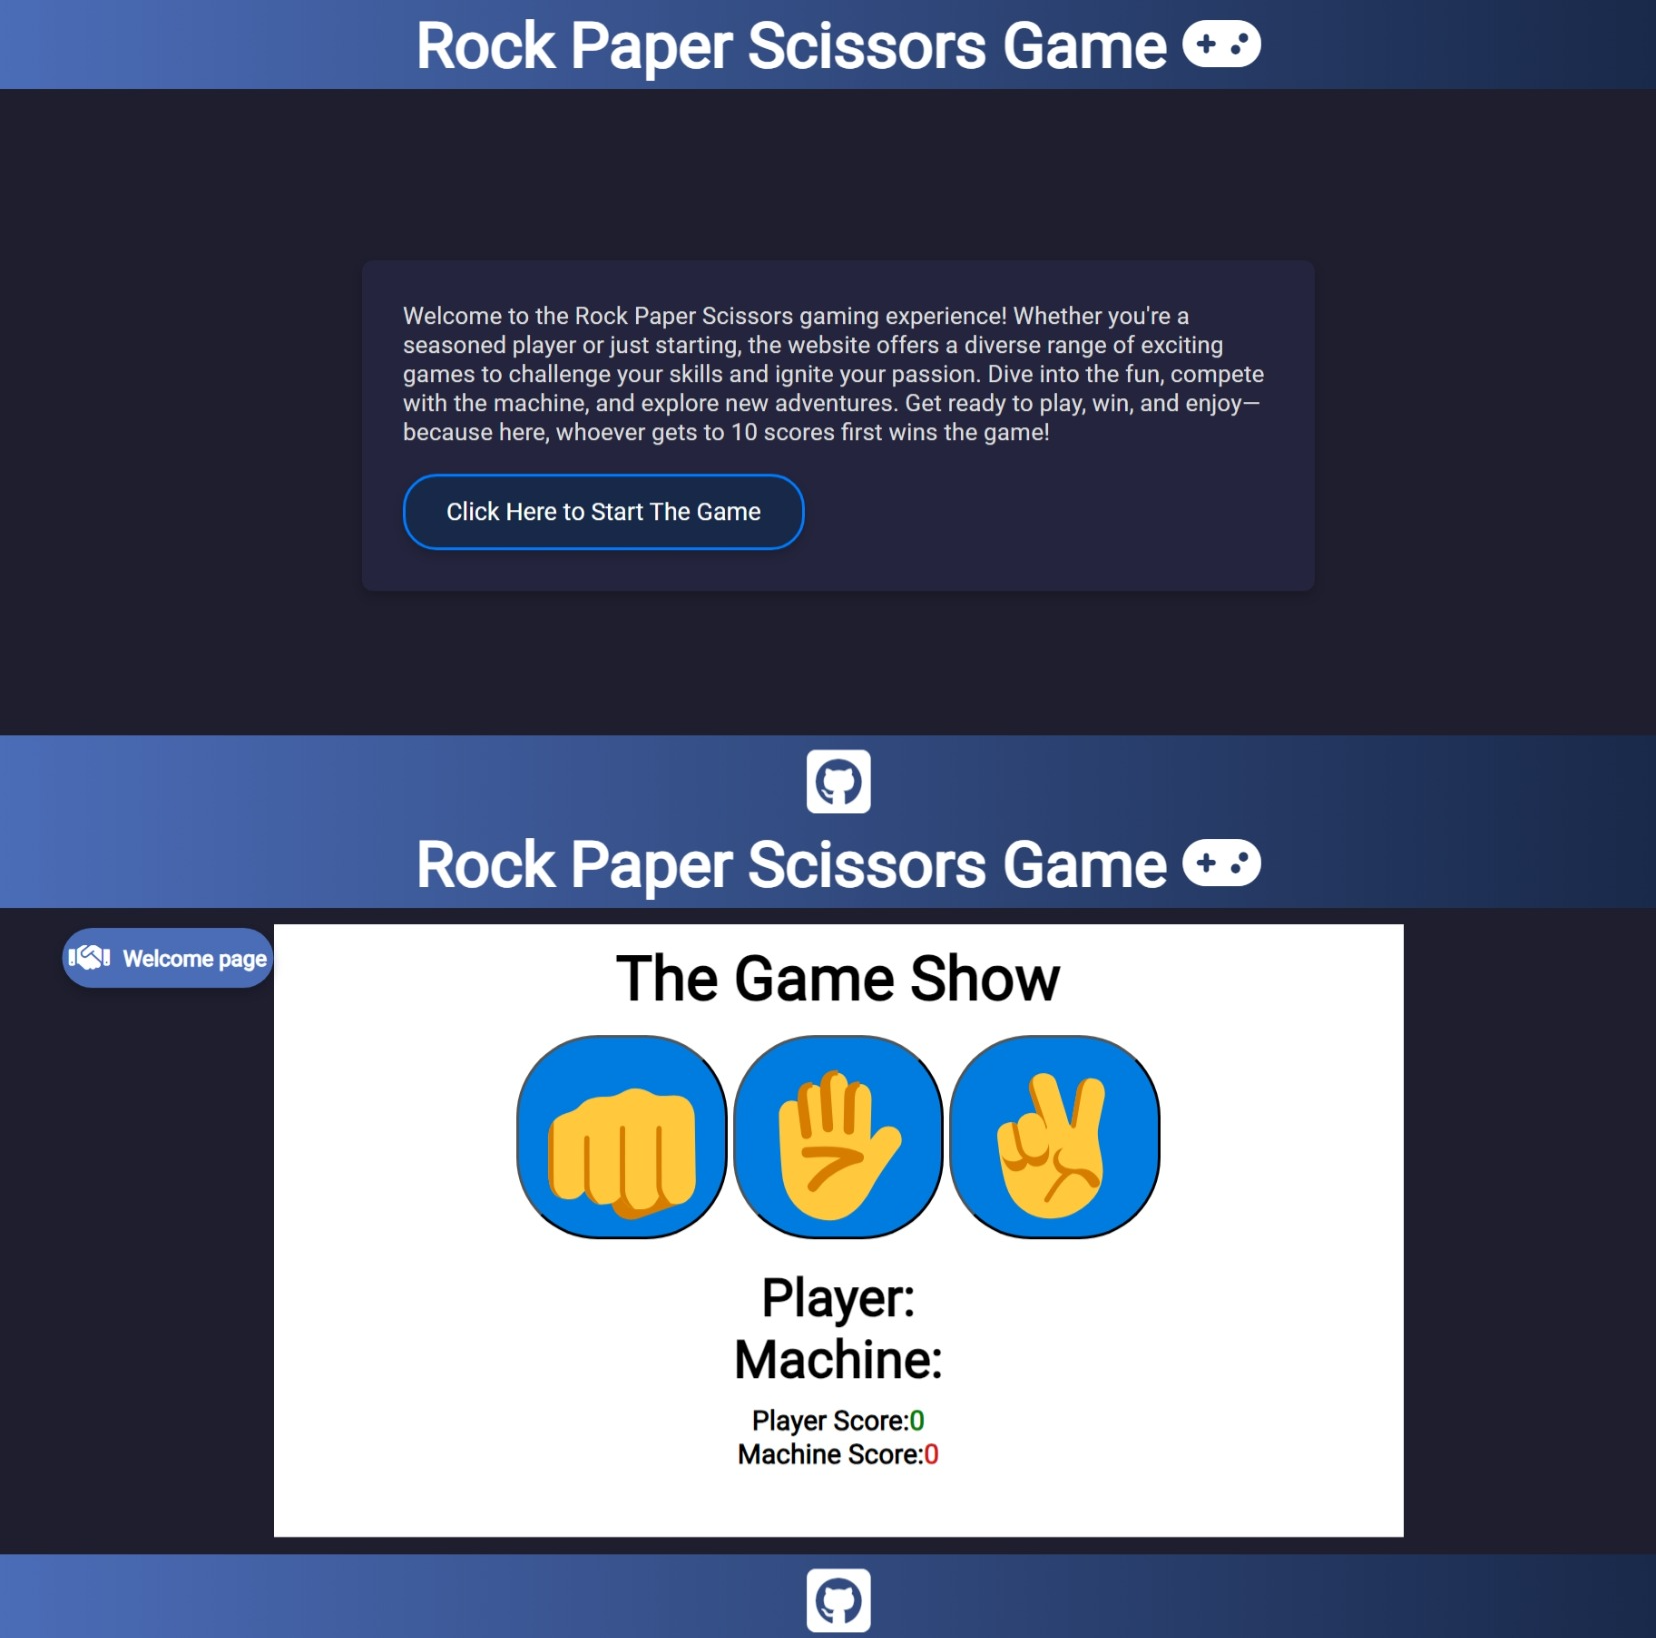 Rock Paper Scissors Game
Welcome to the Rock Paper Scissors gaming experience! Whether you're a
seasoned player or just starting, the website offers a diverse range of exciting
games to challenge your skills and ignite your passion. Dive into the fun, compete
with the machine, and explore new adventures. Get ready to play, win, and enjoy—
because here, whoever gets to 10 scores first wins the game!
Click Here to Start The Game
Rock Paper Scissors Game
Welcome page
The Game Show
Player:
Machine:
Player Score:0
Machine Score:0